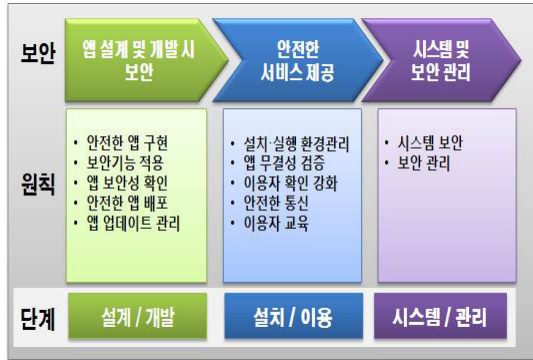 보안
앱 설계 및 개발 시
보안
안전한
서비스 제공
시스템 및
보안 관리
원칙
• 안전한 앱 구현
• 보안기능 적용
• 앱 보안성 확인
• 안전한 앱 배포
• 앱 업데이트 관리
• 설치·실행 환경관리
• 앱 무결성 검증
• 이용자 확인 강화
• 안전한 통신
• 이용자 교육
• 시스템 보안
• 보안 관리
단계
설계 / 개발
설치 / 이용
시스템 / 관리